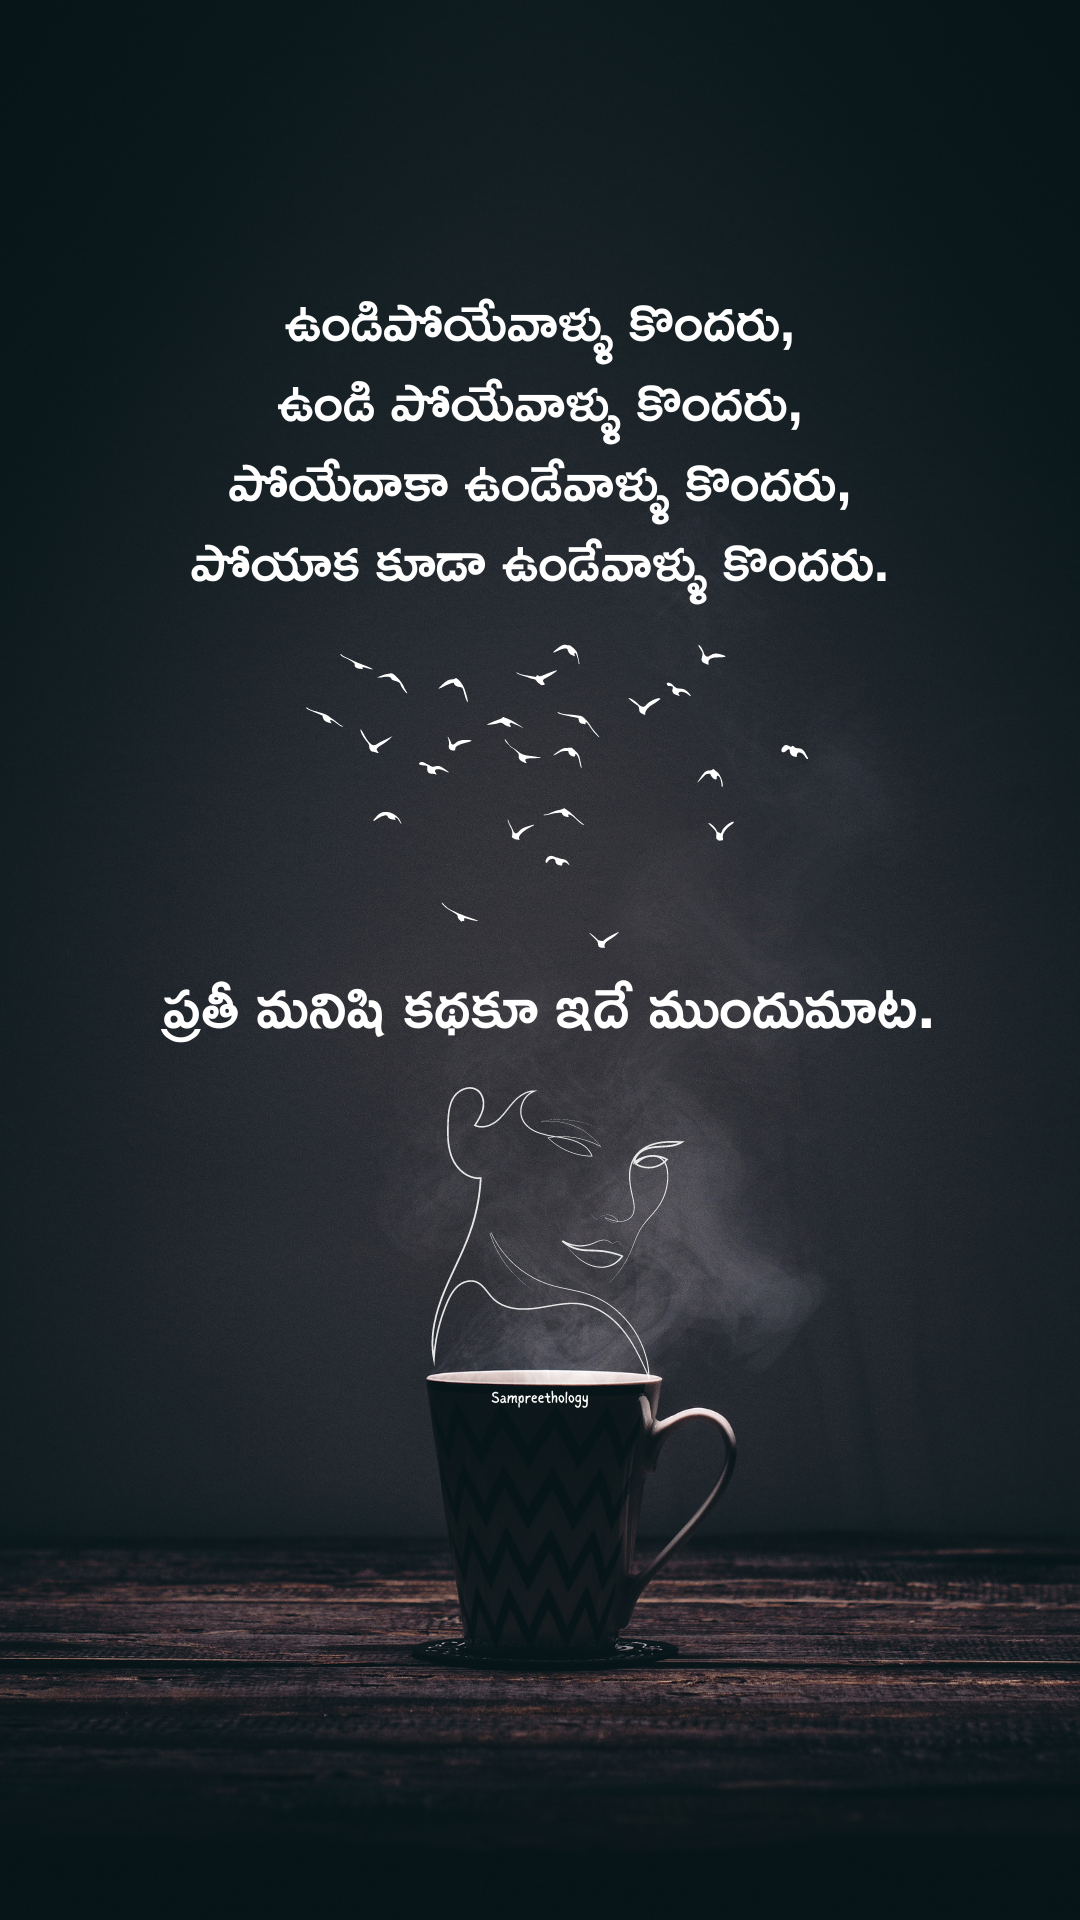 ఉండిపోయేవాళ్ళు కొందరు,
ఉండి పోయేవాళ్ళు కొందరు,
పోయేదాకా ఉండేవాళ్ళు కొందరు,
పోయాక కూడా ఉండేవాళ్ళు కొందరు.
ప్రతీ మనిషి కథకూ ఇదే ముందుమాట.
Sampreethology